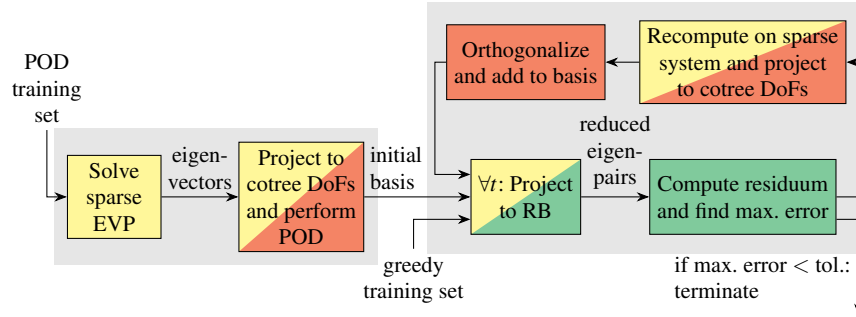 POD
training
set
Solve
sparse
EVP
eigen-
vectors
Project to
cotree DoFs
and perform
POD
initial
basis
Orthogonalize
and add to basis
Recompute on sparse
system and project
to cotree DoFs
∀t: Project
to RB
reduced
eigen-
pairs
Compute residuum
and find max. error
greedy
training set
if max. error < tol.:
terminate